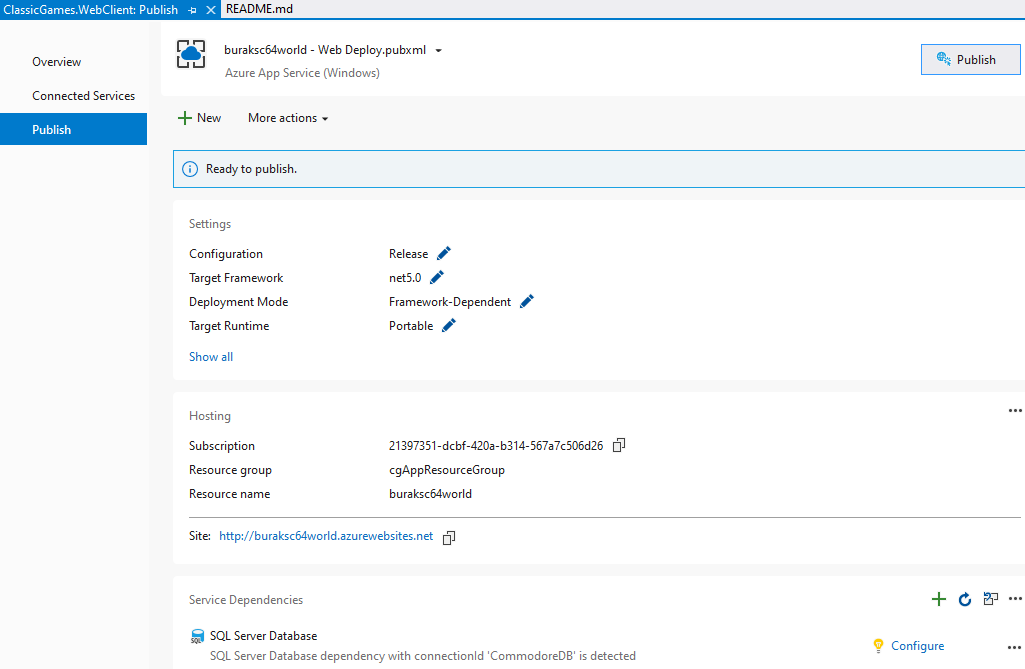 ClassicGames.WebClient: Publish
README.md
Overview
Connected Services
Publish
buraksc64world - Web Deploy.pubxml
Azure App Service (Windows)
Publish
New
More actions
Ready to publish.
Settings
Configuration Release
Target Framework net5.0
Deployment Mode Framework-Dependent
Target Runtime Portable
Show all
Hosting
Subscription 21397351-dcbf-420a-b314-567a7c506d26
Resource group cgAppResourceGroup
Resource name buraksc64world
Site: http://buraksc64world.azurewebsites.net
Service Dependencies
SQL
SQL Server Database
SQL Server Database dependency with connectionId 'CommodoreDB' is detected
Configure